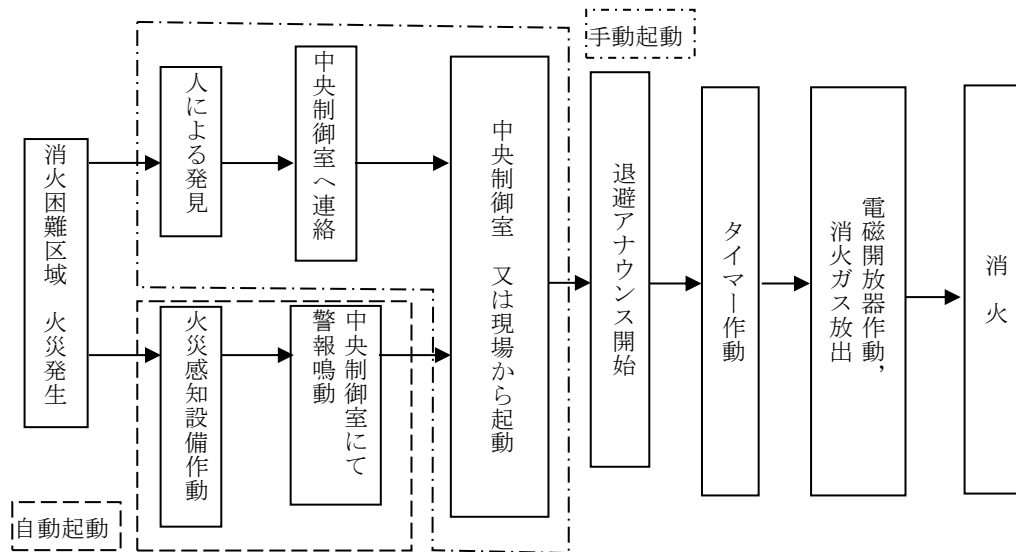 手動起動
消火困難区域　火災発生
人による発見
中央制御室へ連絡
火災感知設備作動
中央制御室にて
警報鳴動
中央制御室　又は現場から起動
退避アナウンス開始
タイマー作動
電磁開放器作動，
消火ガス放出
消　火
自動起動